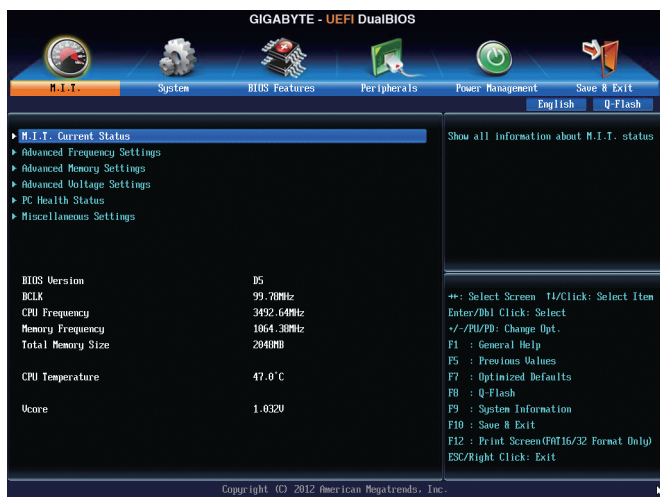 GIGABYTE - UEFI DualBIOS
M.I.T.
System
BIOS Features
Peripherals
Power Management
Save & Exit
English
Q-Flash
M.I.T. Current Status
Advanced Frequency Settings
Advanced Memory Settings
Advanced Voltage Settings
PC Health Status
Miscellaneous Settings
BIOS Version D5
BCLK 99.78MHz
CPU Frequency 3492.64MHz
Memory Frequency 1064.38MHz
Total Memory Size 2048MB
CPU Temperature 47.0°C
Vcore 1.032V
Show all information about M.I.T. status
→←: Select Screen ↑↓/Click: Select Item
Enter/Dbl Click: Select
+/-/PU/PD: Change Opt.
F1 : General Help
F5 : Previous Values
F7 : Optimized Defaults
F8 : Q-Flash
F9 : System Information
F10 : Save & Exit
F12 : Print Screen(FAT16/32 Format Only)
ESC/Right Click: Exit
Copyright (C) 2012 American Megatrends, Inc.